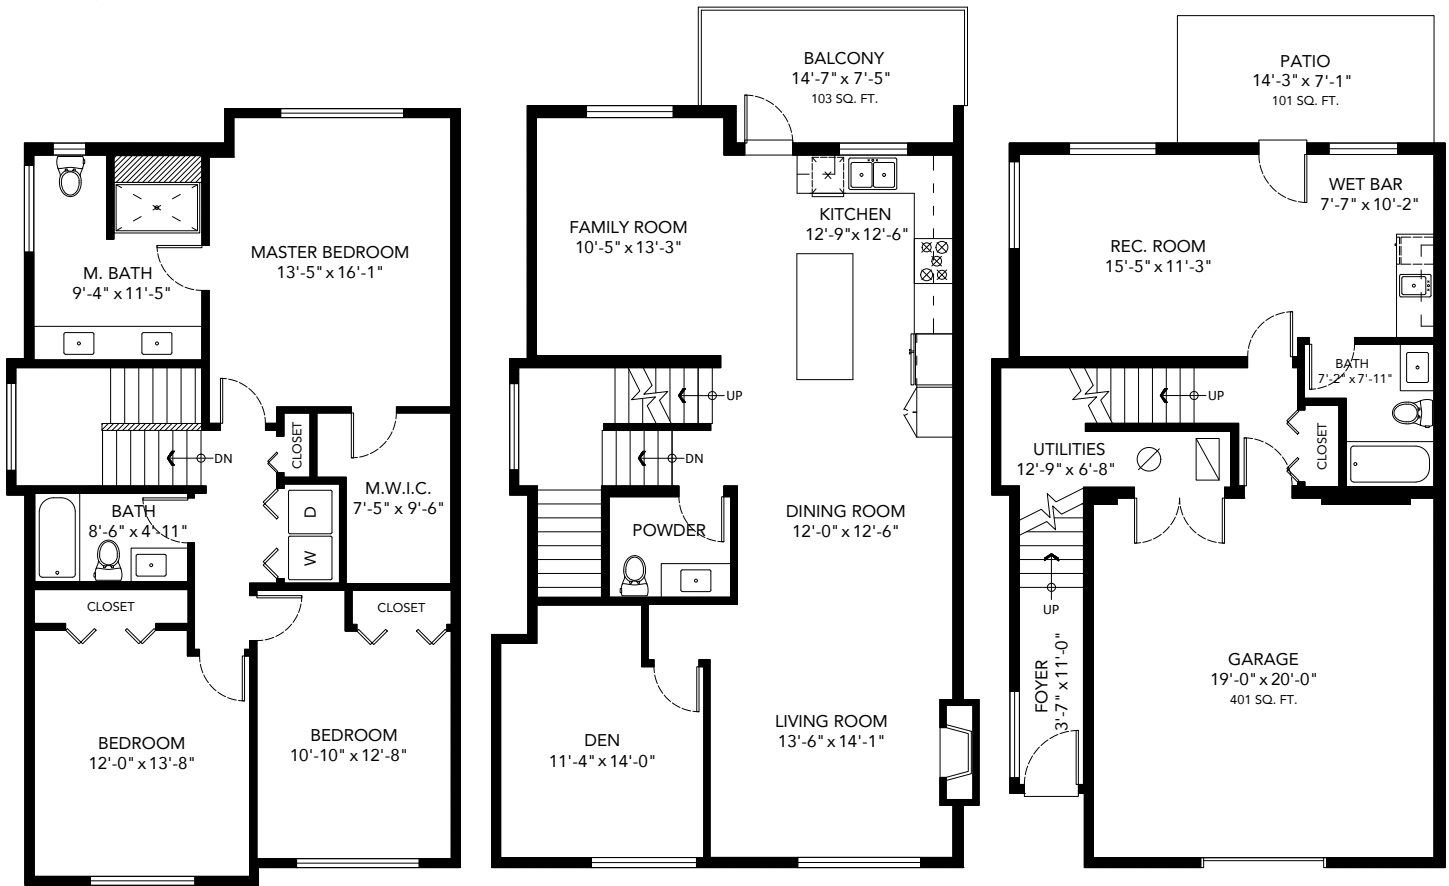 MASTER BEDROOM
13'-5" x 16'-1"
M. BATH
9'-4" x 11'-5"
CLOSET
DN
M.W.I.C.
7'-5" x 9'-6"
BATH
8'-6" x 4'-11"
D
W
CLOSET
CLOSET
BEDROOM
12'-0" x 13'-8"
BEDROOM
10'-10" x 12'-8"
BALCONY
14'-7" x 7'-5"
103 SQ. FT.
FAMILY ROOM
10'-5" x 13'-3"
KITCHEN
12'-9" x 12'-6"
UP
DN
POWDER
DINING ROOM
12'-0" x 12'-6"
DEN
11'-4" x 14'-0"
LIVING ROOM
13'-6" x 14'-1"
PATIO
14'-3" x 7'-1"
101 SQ. FT.
WET BAR
7'-7" x 10'-2"
REC. ROOM
15'-5" x 11'-3"
BATH
7'-2" x 7'-11"
UP
CLOSET
UTILITIES
12'-9" x 6'-8"
UP
FOYER
3'-7" x 11'-0"
GARAGE
19'-0" x 20'-0"
401 SQ. FT.